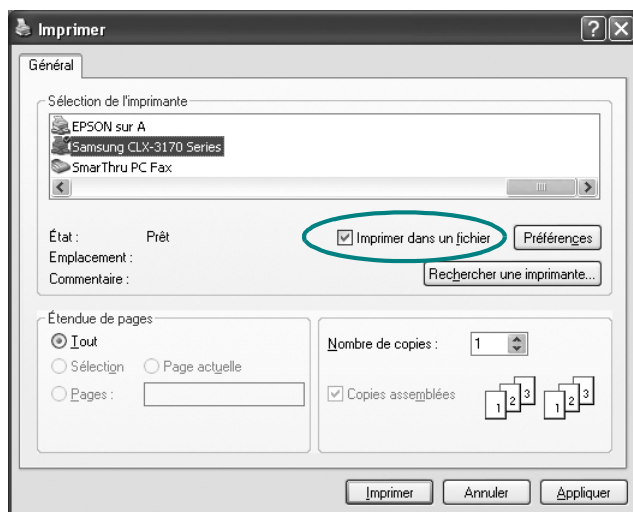 Imprimer
Général
Sélection de l'imprimante
EPSON sur A
Samsung CLX-3170 Series
SmarThru PC Fax
État : Prêt
Imprimer dans un fichier Préférences
Emplacement :
Commentaire :
Rechercher une imprimante...
Étendue de pages
Tout
Sélection Page actuelle
Pages :
Nombre de copies : 1
Copies assemblées
1 2 3 1 2 3
Imprimer Annuler Appliquer